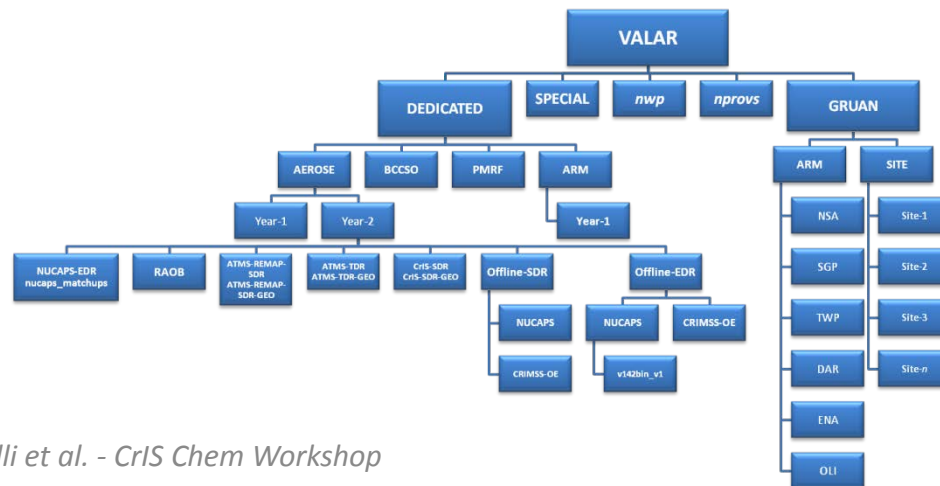 VALAR
DEDICATED
SPECIAL
nwp
nprovs
GRUAN
AEROSE
BCCSO
PMRF
ARM
ARM
SITE
Year-1
Year-2
Year-1
NUCAPS-EDR
nucaps_matchups
RAOB
ATMS-REMAP-
SDR
ATMS-REMAP-
SDR-GEO
ATMS-TDR
ATMS-TDR-GEO
CrIS-SDR
CrIS-SDR-GEO
Offline-SDR
Offline-EDR
NUCAPS
CRIMSS-OE
NUCAPS
CRIMSS-OE
v142bin_v1
NSA
SGP
TWP
DAR
ENA
OLI
Site-1
Site-2
Site-3
Site-n
lli et al. - CrIS Chem Workshop